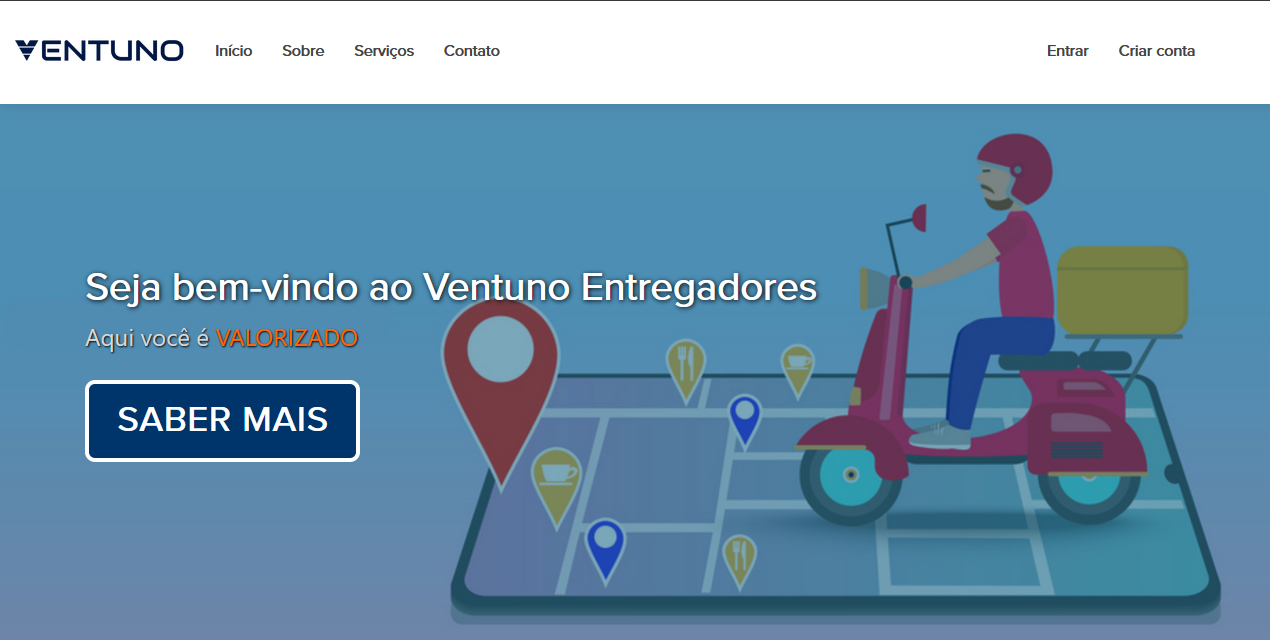 VENTUNO
Início Sobre Serviços Contato
Entrar Criar conta
Seja bem-vindo ao Ventuno Entregadores
Aqui você é VALORIZADO
SABER MAIS